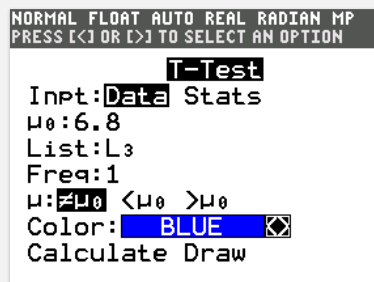 NORMAL FLOAT AUTO REAL RADIAN MP
PRESS [<] OR [>] TO SELECT AN OPTION
T-Test
Inpt:Data Stats
μ₀:6.8
List:L₃
Freq:1
μ:≠μ₀ <μ₀ >μ₀
Color: BLUE
Calculate Draw